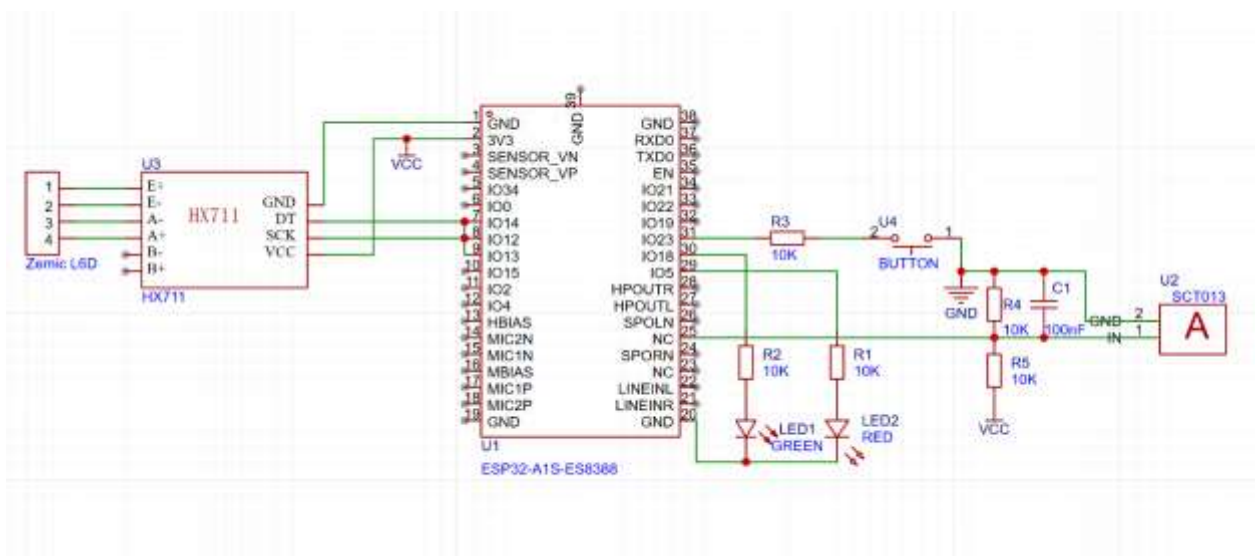 1
2
3
4
Zemic L6D
U3
E+
E-
A-
A+
B-
B+
HX711
GND
DT
SCK
VCC
HX711
VCC
1
2
3
4
5
6
7
8
9
10
11
12
13
14
15
16
17
18
19
GND
3V3
SENSOR_VN
SENSOR_VP
IO34
IO0
IO14
IO12
IO13
IO15
IO2
IO4
HBIAS
MIC2N
MIC1N
MBIAS
MIC1P
MIC2P
GND
39
GND
GND
RXD0
TXD0
EN
IO21
IO22
IO19
IO23
IO18
IO5
HPOUTR
HPOUTL
SPOLN
NC
SPORN
NC
LINEINL
LINEINR
GND
38
37
36
35
34
33
32
31
30
29
28
27
26
25
24
23
22
21
20
U1
ESP32-A1S-ES8388
R3
10K
U4
2
1
BUTTON
GND
R4
10K
C1
100nF
R5
10K
VCC
U2
SCT013
GND
2
IN
1
A
R2
10K
R1
10K
LED1
GREEN
LED2
RED